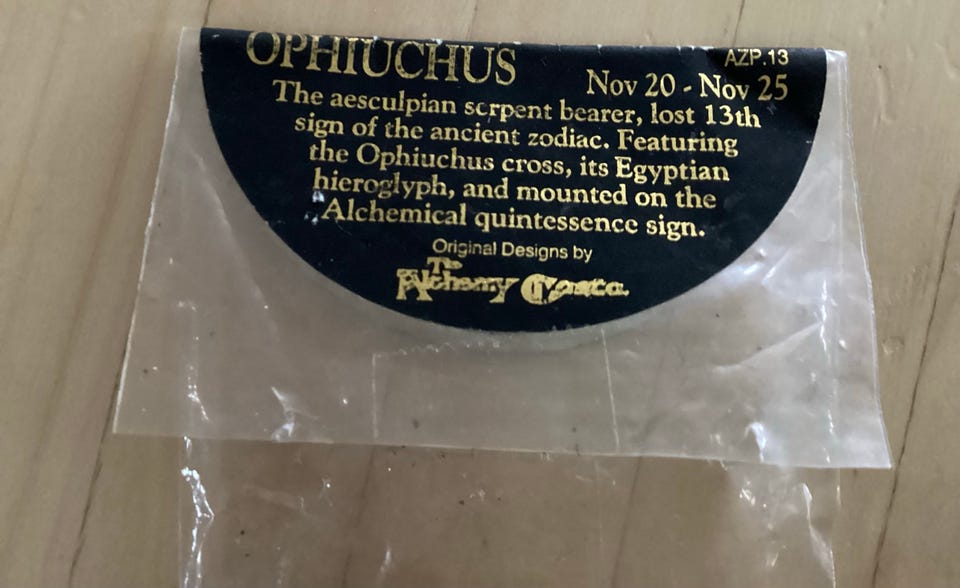 OPHIUCHUS
AZP.13
Nov 20 - Nov 25
The aesculpian serpent bearer, lost 13th
sign of the ancient zodiac. Featuring
the Ophiuchus cross, its Egyptian
hieroglyph, and mounted on the
Alchemical quintessence sign.
Original Designs by
The
Alchemy